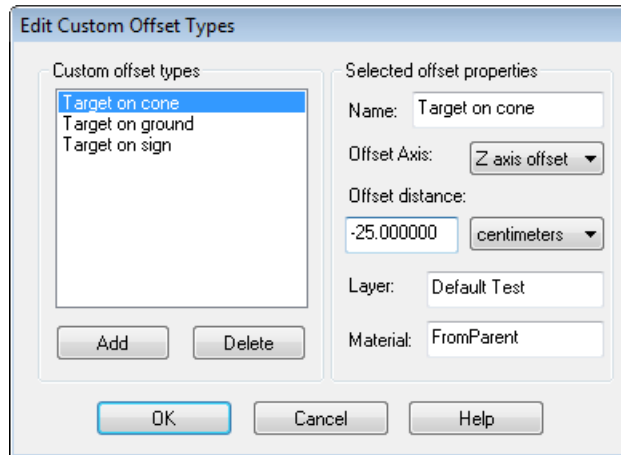 Edit Custom Offset Types
Custom offset types
Target on cone
Target on ground
Target on sign
Add
Delete
Selected offset properties
Name:
Target on cone
Offset Axis:
Z axis offset
Offset distance:
-25.000000
centimeters
Layer:
Default Test
Material:
FromParent
OK
Cancel
Help